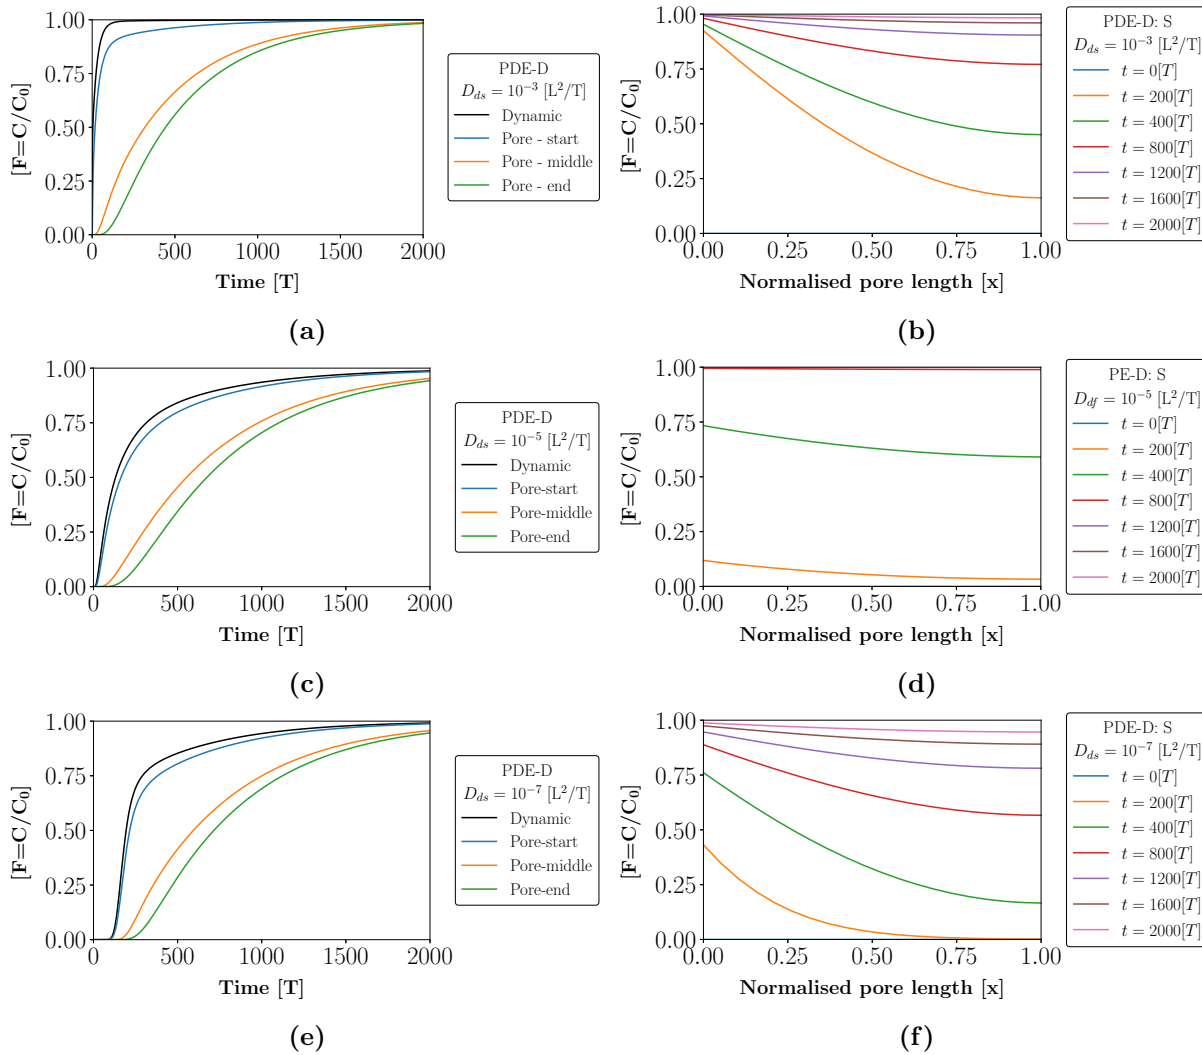 1.00
0.75
0.50
0.25
0.00
[F=C/C₀]
0 500 1000 1500 2000
Time [T]
PDE-D
D_ds = 10⁻³ [L²/T]
Dynamic
Pore - start
Pore - middle
Pore - end
(a)
1.00
0.75
0.50
0.25
0.00
[F=C/C₀]
0.00 0.25 0.50 0.75 1.00
Normalised pore length [x]
PDE-D: S
D_ds = 10⁻³ [L²/T]
t = 0[T]
t = 200[T]
t = 400[T]
t = 800[T]
t = 1200[T]
t = 1600[T]
t = 2000[T]
(b)
1.00
0.75
0.50
0.25
0.00
[F=C/C₀]
0 500 1000 1500 2000
Time [T]
PDE-D
D_ds = 10⁻⁵ [L²/T]
Dynamic
Pore-start
Pore-middle
Pore-end
(c)
1.00
0.75
0.50
0.25
0.00
[F=C/C₀]
0.00 0.25 0.50 0.75 1.00
Normalised pore length [x]
PE-D: S
D_df = 10⁻⁵ [L²/T]
t = 0[T]
t = 200[T]
t = 400[T]
t = 800[T]
t = 1200[T]
t = 1600[T]
t = 2000[T]
(d)
1.00
0.75
0.50
0.25
0.00
[F=C/C₀]
0 500 1000 1500 2000
Time [T]
PDE-D
D_ds = 10⁻⁷ [L²/T]
Dynamic
Pore-start
Pore-middle
Pore-end
(e)
1.00
0.75
0.50
0.25
0.00
[F=C/C₀]
0.00 0.25 0.50 0.75 1.00
Normalised pore length [x]
PDE-D: S
D_ds = 10⁻⁷ [L²/T]
t = 0[T]
t = 200[T]
t = 400[T]
t = 800[T]
t = 1200[T]
t = 1600[T]
t = 2000[T]
(f)